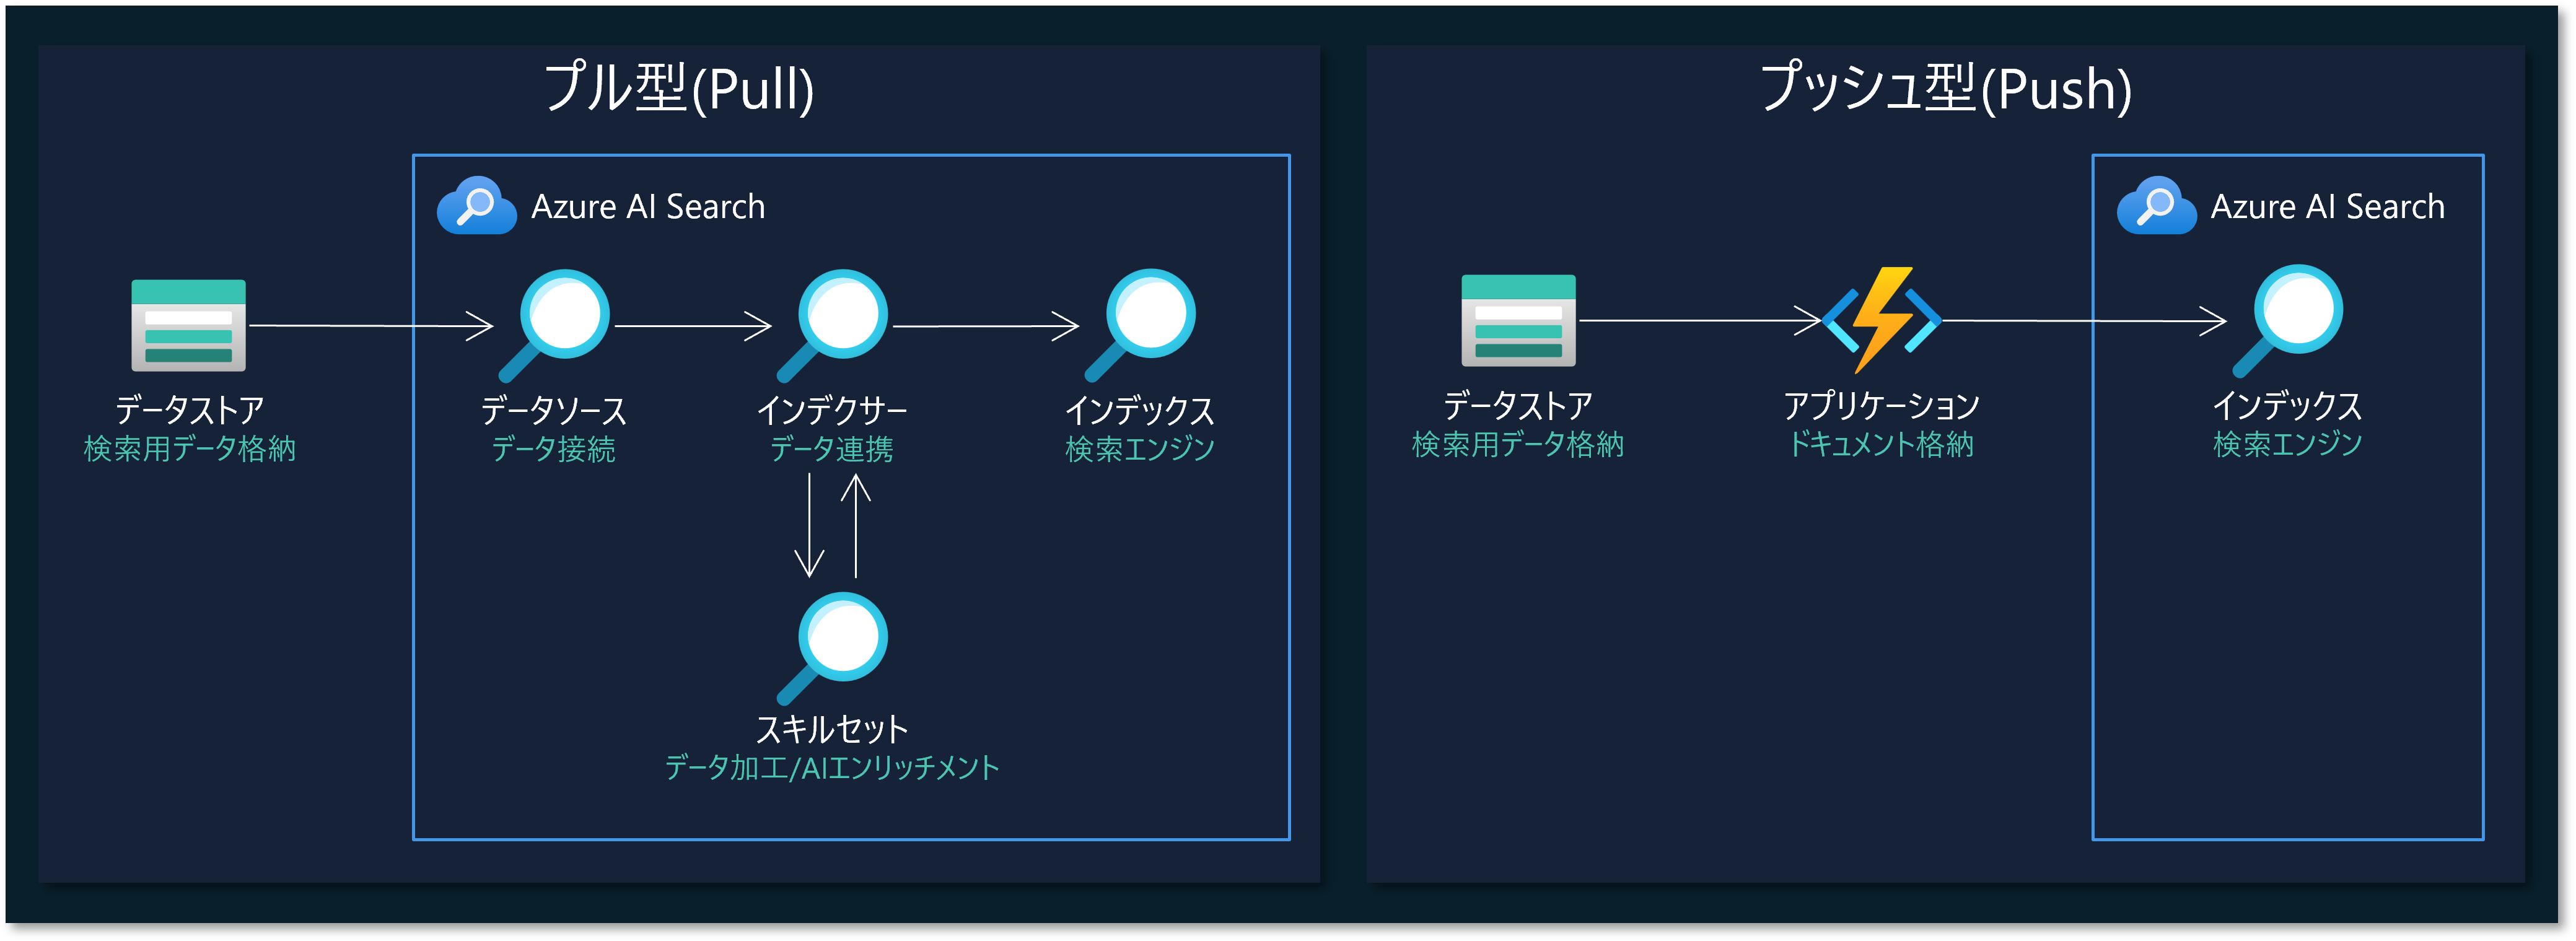 プル型(Pull)
Azure AI Search
データストア
検索用データ格納
データソース
データ接続
インデクサー
データ連携
インデックス
検索エンジン
スキルセット
データ加工/AIエンリッチメント
プッシュ型(Push)
Azure AI Search
データストア
検索用データ格納
アプリケーション
ドキュメント格納
インデックス
検索エンジン